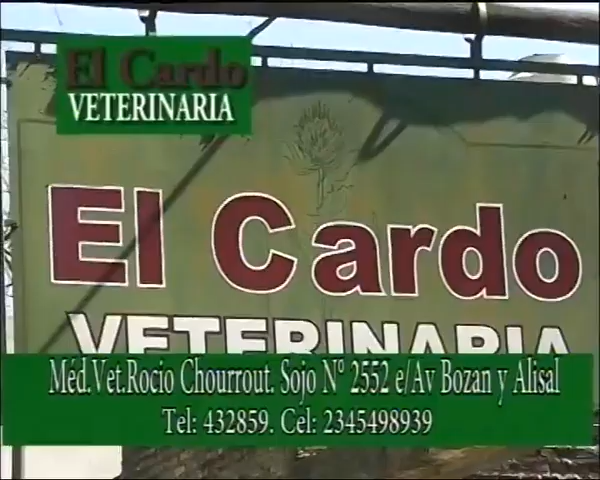 El Cardo
VETERINARIA
El Cardo
VETERINARIA
Méd.Vet.Rocio Chourrout. Sojo Nº 2552 e/Av Bozan y Alisal
Tel: 432859. Cel: 2345498939